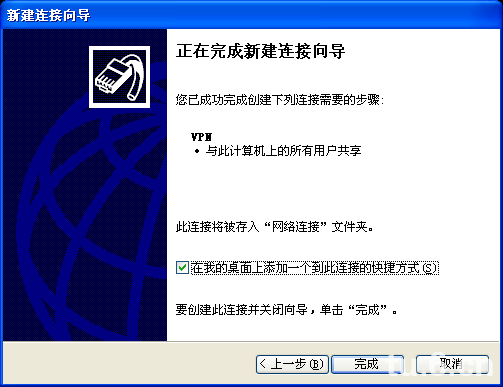 新建连接向导
正在完成新建连接向导
您已成功完成创建下列连接需要的步骤:
VPN
• 与此计算机上的所有用户共享
此连接将被存入“网络连接”文件夹。
在我的桌面上添加一个到此连接的快捷方式(S)
要创建此连接并关闭向导，单击“完成”。
< 上一步(B) 完成 取消